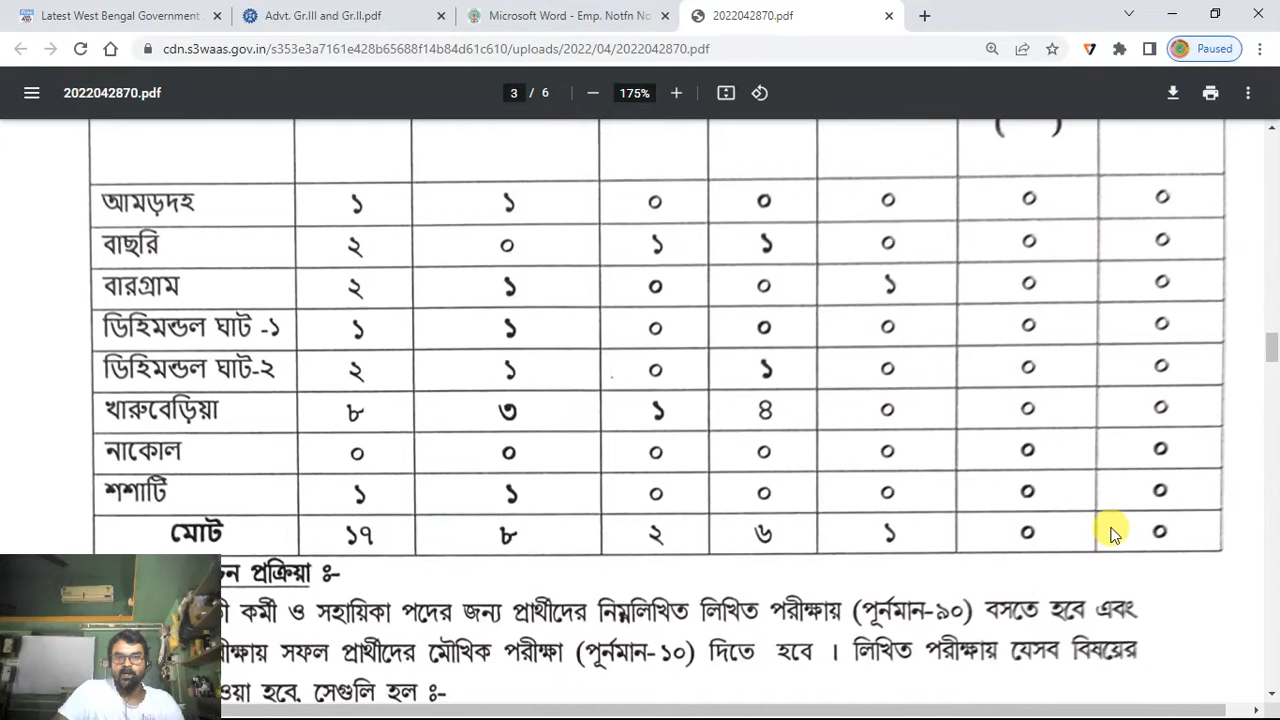 Latest West Bengal Government
Advt. Gr.III and Gr.II.pdf
Microsoft Word - Emp. Notfn No
2022042870.pdf
cdn.s3waas.gov.in/s353e3a7161e428b65688f14b84d61c610/uploads/2022/04/2022042870.pdf
Paused
2022042870.pdf
3 / 6
175%
( )
আমড়দহ ১ ১ ০ ০ ০ ০ ০
বাছরি ২ ০ ১ ১ ০ ০ ০
বারগ্রাম ২ ১ ০ ০ ১ ০ ০
ডিহিমন্ডল ঘাট -১ ১ ১ ০ ০ ০ ০ ০
ডিহিমন্ডল ঘাট-২ ২ ১ ০ ১ ০ ০ ০
খারুবেড়িয়া ৮ ৩ ১ ৪ ০ ০ ০
নাকোল ০ ০ ০ ০ ০ ০ ০
শশাটি ১ ১ ০ ০ ০ ০ ০
মোট ১৭ ৮ ২ ৬ ১ ০ ০
প্রক্রিয়া ঃ-
কর্মী ও সহায়িকা পদের জন্য প্রার্থীদের নিম্নলিখিত লিখিত পরীক্ষায় (পূর্নমান-৯০) বসতে হবে এবং
সফল প্রার্থীদের মৌখিক পরীক্ষা (পূর্নমান-১০) দিতে হবে । লিখিত পরীক্ষায় যেসব বিষয়ের
হবে, সেগুলি হল ঃ-